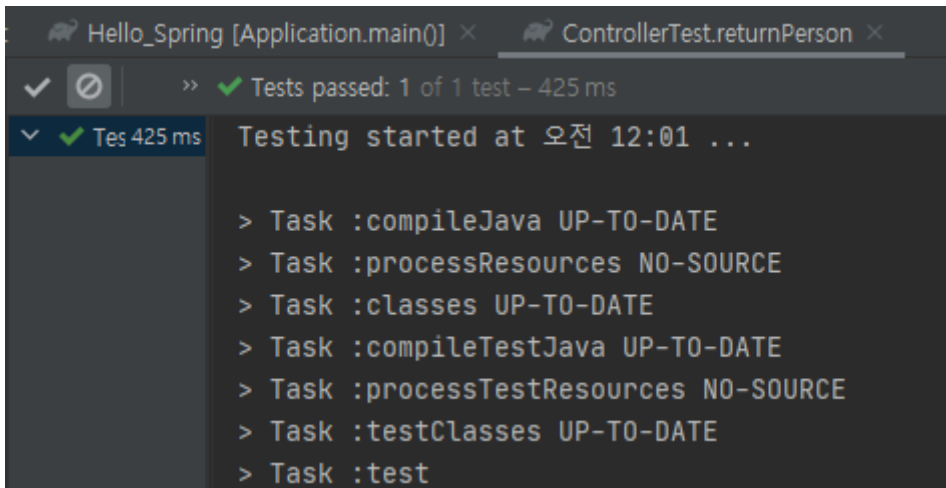 Hello_Spring [Application.main()] ControllerTest.returnPerson
Tests passed: 1 of 1 test – 425 ms
Tes 425 ms
Testing started at 오전 12:01 ...
> Task :compileJava UP-TO-DATE
> Task :processResources NO-SOURCE
> Task :classes UP-TO-DATE
> Task :compileTestJava UP-TO-DATE
> Task :processTestResources NO-SOURCE
> Task :testClasses UP-TO-DATE
> Task :test